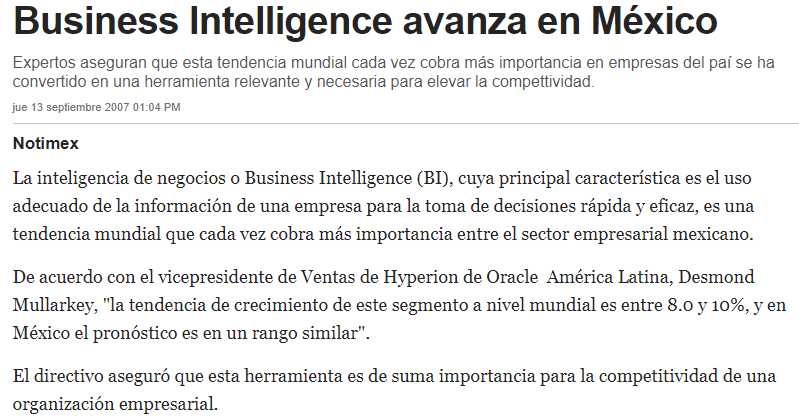 Business Intelligence avanza en México
Expertos aseguran que esta tendencia mundial cada vez cobra más importancia en empresas del paí se ha
convertido en una herramienta relevante y necesaria para elevar la compettividad.
jue 13 septiembre 2007 01:04 PM
Notimex
La inteligencia de negocios o Business Intelligence (BI), cuya principal característica es el uso
adecuado de la información de una empresa para la toma de decisiones rápida y eficaz, es una
tendencia mundial que cada vez cobra más importancia entre el sector empresarial mexicano.
De acuerdo con el vicepresidente de Ventas de Hyperion de Oracle  América Latina, Desmond
Mullarkey, "la tendencia de crecimiento de este segmento a nivel mundial es entre 8.0 y 10%, y en
México el pronóstico es en un rango similar".
El directivo aseguró que esta herramienta es de suma importancia para la competitividad de una
organización empresarial.